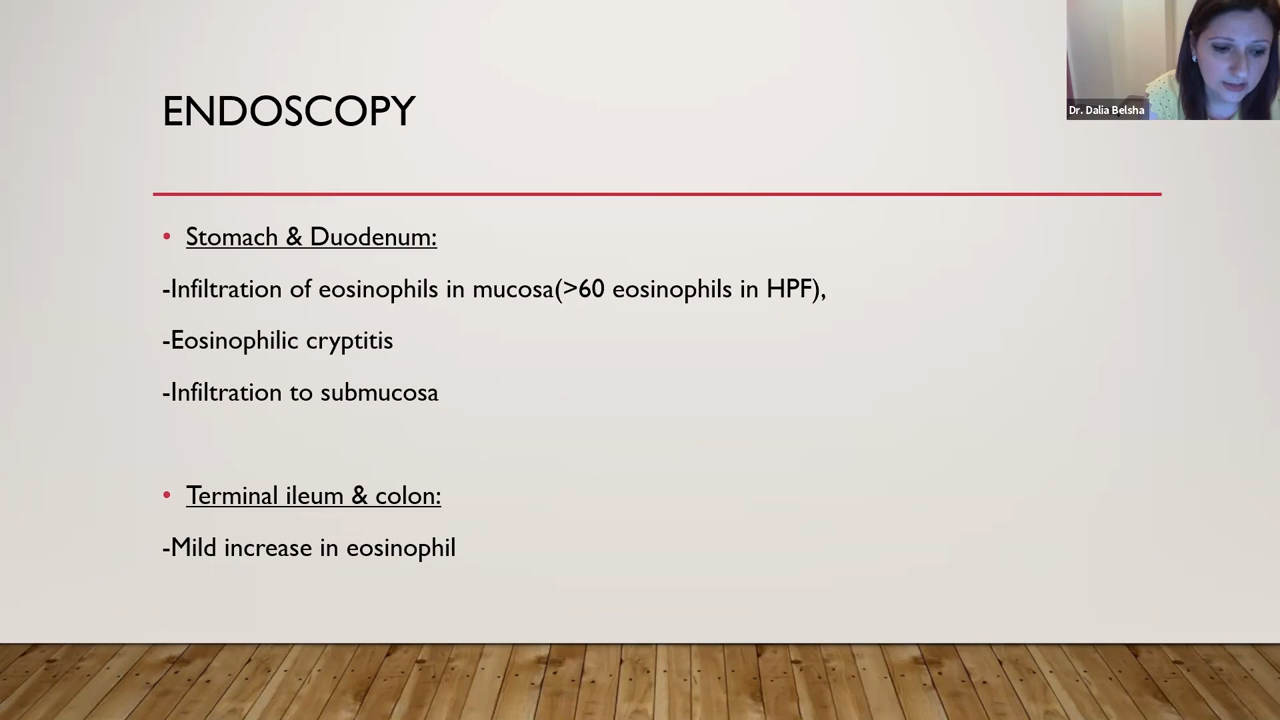 Dr. Dalia Belsha
ENDOSCOPY
• Stomach & Duodenum:
-Infiltration of eosinophils in mucosa(>60 eosinophils in HPF),
-Eosinophilic cryptitis
-Infiltration to submucosa
• Terminal ileum & colon:
-Mild increase in eosinophil